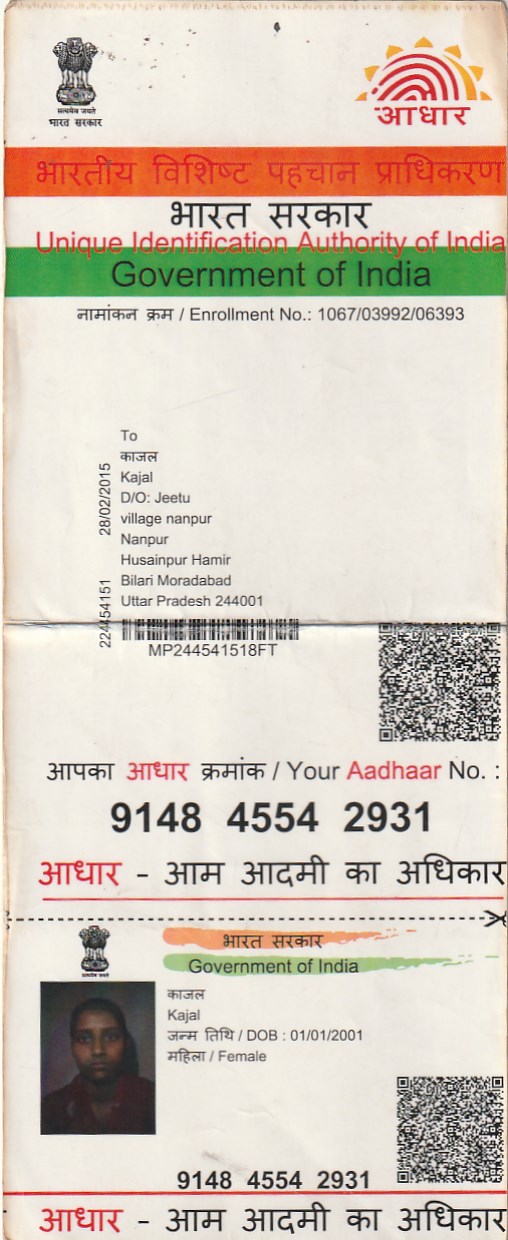 सत्यमेव जयते
भारत सरकार
आधार
भारतीय विशिष्ट पहचान प्राधिकरण
भारत सरकार
Unique Identification Authority of India
Government of India
नामांकन क्रम / Enrollment No.: 1067/03992/06393
To
काजल
Kajal
D/O: Jeetu
village nanpur
Nanpur
Husainpur Hamir
Bilari Moradabad
Uttar Pradesh 244001
28/02/2015
224454151
MP244541518FT
आपका आधार क्रमांक / Your Aadhaar No. :
9148 4554 2931
आधार - आम आदमी का अधिकार
सत्यमेव जयते
भारत सरकार
Government of India
काजल
Kajal
जन्म तिथि / DOB : 01/01/2001
महिला / Female
9148 4554 2931
आधार - आम आदमी का अधिकार